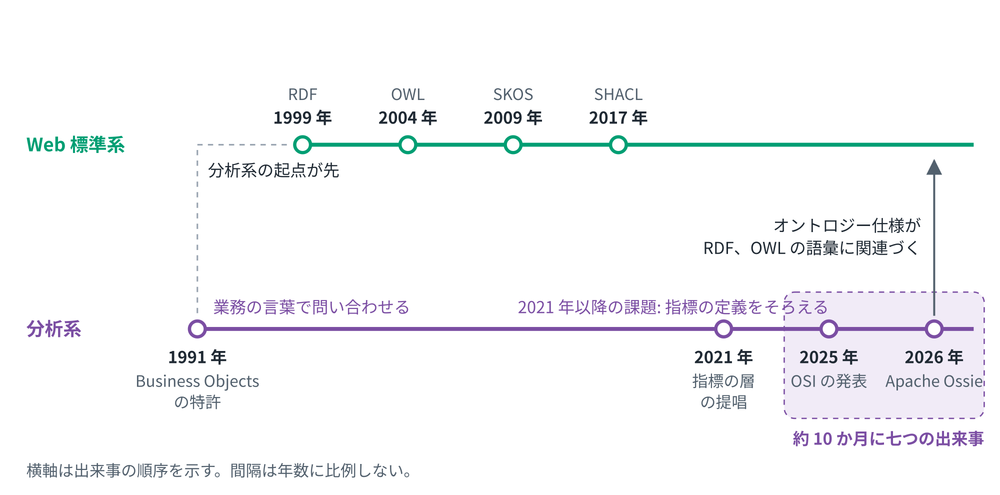 RDF
1999 年
OWL
2004 年
SKOS
2009 年
SHACL
2017 年
Web 標準系
分析系の起点が先
オントロジー仕様が
RDF、OWL の語彙に関連づく
業務の言葉で問い合わせる
2021 年以降の課題: 指標の定義をそろえる
分析系
1991 年
Business Objects
の特許
2021 年
指標の層
の提唱
2025 年
OSI の発表
2026 年
Apache Ossie
約 10 か月に七つの出来事
横軸は出来事の順序を示す。間隔は年数に比例しない。